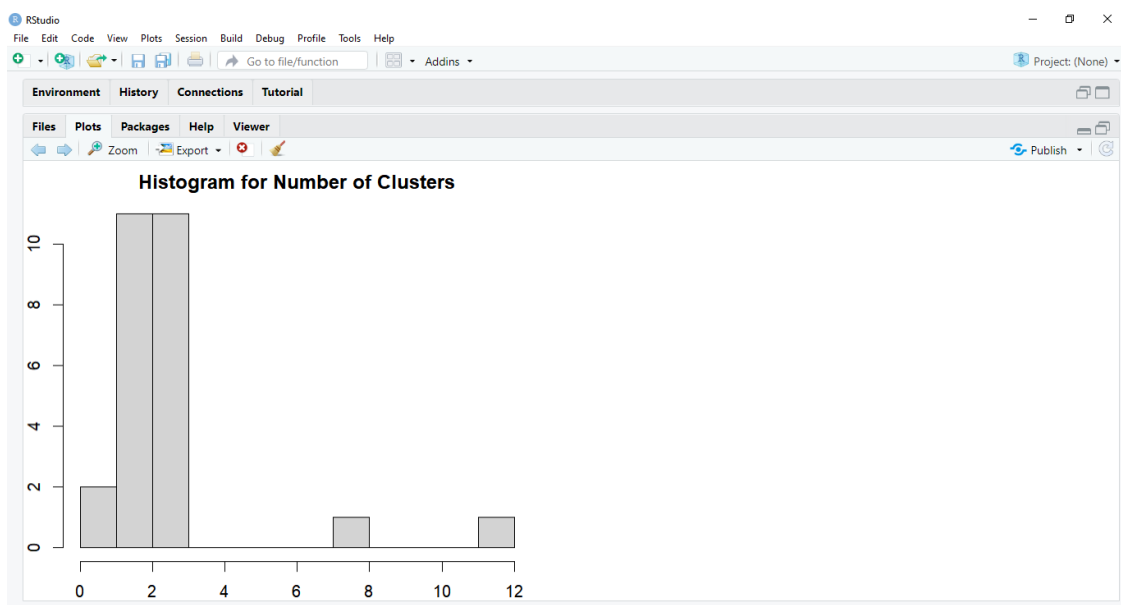 RStudio
File Edit Code View Plots Session Build Debug Profile Tools Help
Go to file/function Addins Project: (None)
Environment History Connections Tutorial
Files Plots Packages Help Viewer
Zoom Export Publish
Histogram for Number of Clusters
10
8
6
4
2
0
0 2 4 6 8 10 12